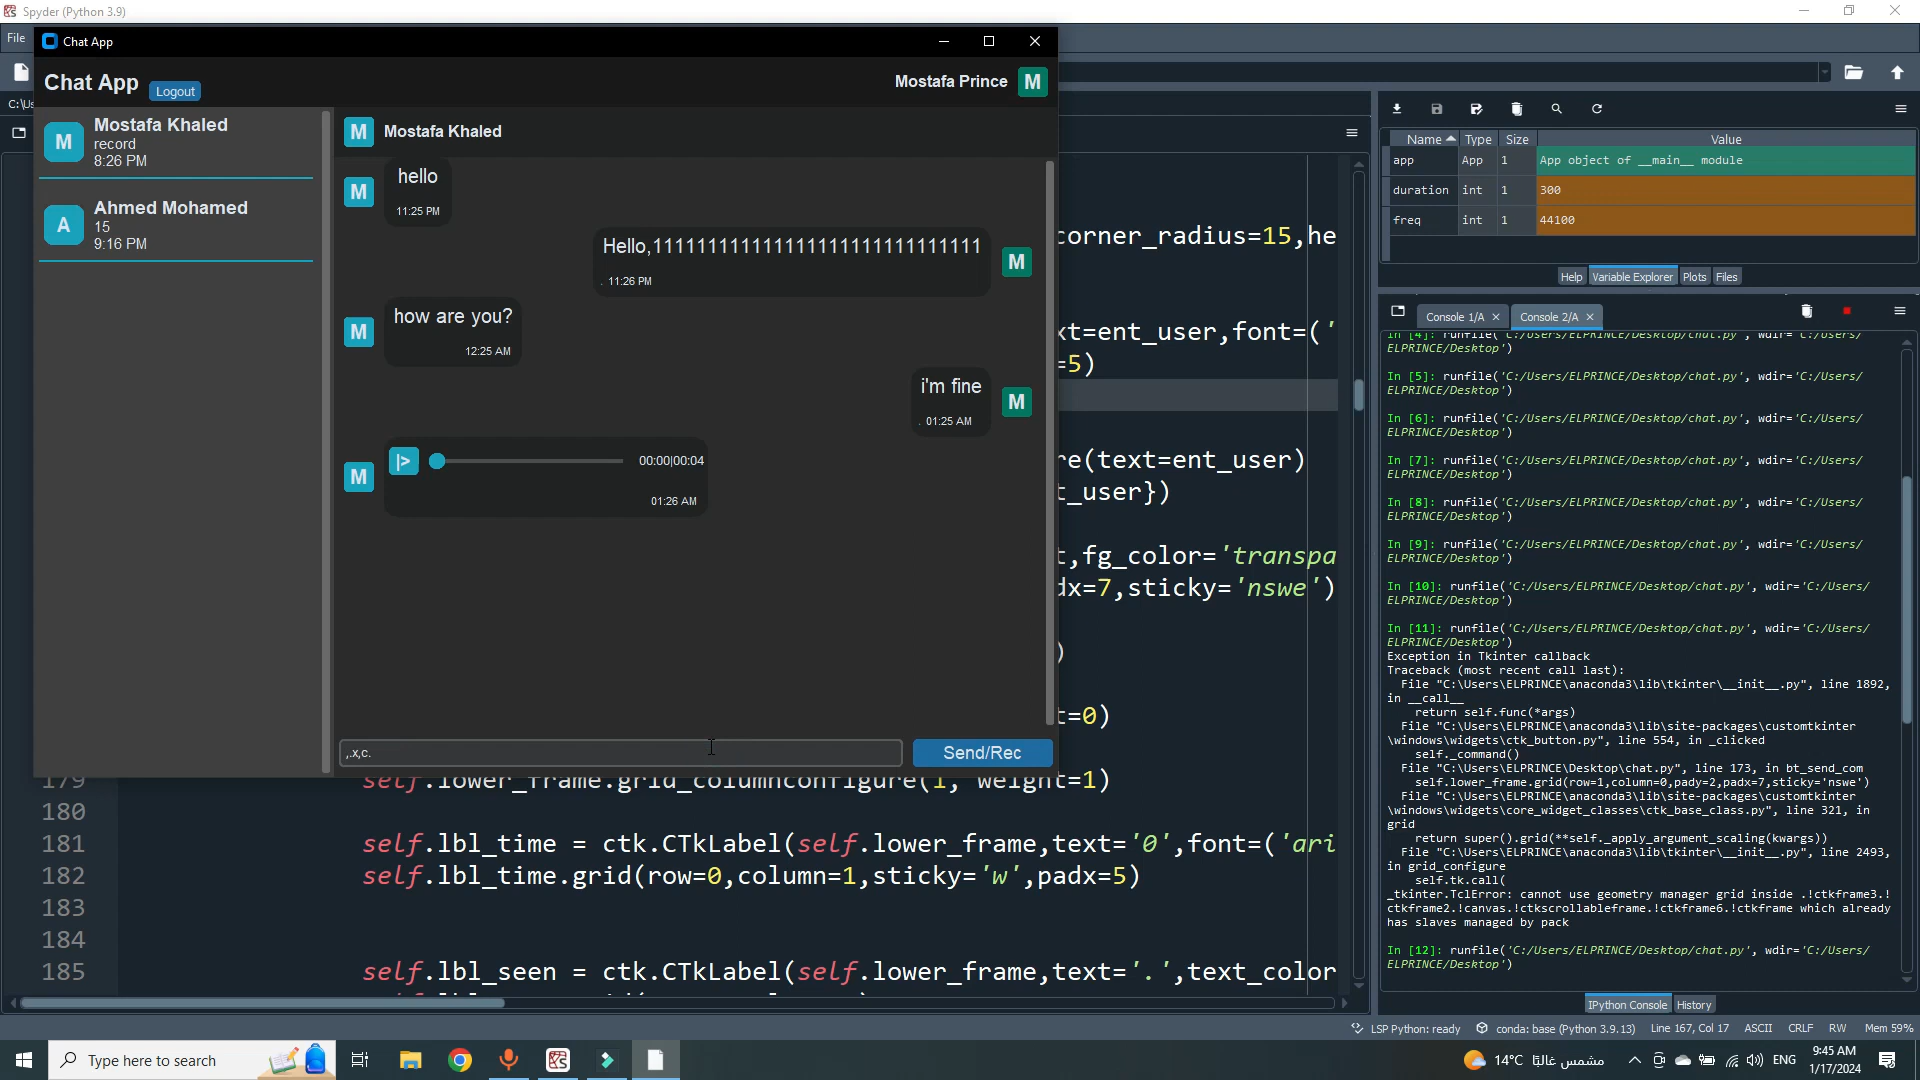 Spyder (Python 3.9)
File
Chat App
Chat App
Logout
Mostafa Prince
M
C:\Us
M
Mostafa Khaled
record
8:26 PM
A
Ahmed Mohamed
15
9:16 PM
M
Mostafa Khaled
M
hello
11:25 PM
Hello,111111111111111111111111111111
. 11:26 PM
M
M
how are you?
12:25 AM
i'm fine
. 01:25 AM
M
M
|>
00:00|00:04
01:26 AM
,.x,c.
Send/Rec
corner_radius=15,he
xt=ent_user,font=('
=5)
re(text=ent_user)
t_user})
t,fg_color='transpa
dx=7,sticky='nswe')
)
t=0)
179 self.lower_frame.grid_columnconfigure(1, weight=1)
180
181 self.lbl_time = ctk.CTkLabel(self.lower_frame,text='0',font=('ari
182 self.lbl_time.grid(row=0,column=1,sticky='w',padx=5)
183
184
185 self.lbl_seen = ctk.CTkLabel(self.lower_frame,text='.',text_color
Name Type Size Value
app App 1 App object of __main__ module
duration int 1 300
freq int 1 44100
Help Variable Explorer Plots Files
Console 1/A Console 2/A
In [4]: runfile('C:/Users/ELPRINCE/Desktop/chat.py', wdir='C:/Users/
ELPRINCE/Desktop')
In [5]: runfile('C:/Users/ELPRINCE/Desktop/chat.py', wdir='C:/Users/
ELPRINCE/Desktop')
In [6]: runfile('C:/Users/ELPRINCE/Desktop/chat.py', wdir='C:/Users/
ELPRINCE/Desktop')
In [7]: runfile('C:/Users/ELPRINCE/Desktop/chat.py', wdir='C:/Users/
ELPRINCE/Desktop')
In [8]: runfile('C:/Users/ELPRINCE/Desktop/chat.py', wdir='C:/Users/
ELPRINCE/Desktop')
In [9]: runfile('C:/Users/ELPRINCE/Desktop/chat.py', wdir='C:/Users/
ELPRINCE/Desktop')
In [10]: runfile('C:/Users/ELPRINCE/Desktop/chat.py', wdir='C:/Users/
ELPRINCE/Desktop')
In [11]: runfile('C:/Users/ELPRINCE/Desktop/chat.py', wdir='C:/Users/
ELPRINCE/Desktop')
Exception in Tkinter callback
Traceback (most recent call last):
File "C:\Users\ELPRINCE\anaconda3\lib\tkinter\__init__.py", line 1892,
in __call__
return self.func(*args)
File "C:\Users\ELPRINCE\anaconda3\lib\site-packages\customtkinter
\windows\widgets\ctk_button.py", line 554, in _clicked
self._command()
File "C:\Users\ELPRINCE\Desktop\chat.py", line 173, in bt_send_com
self.lower_frame.grid(row=1,column=0,pady=2,padx=7,sticky='nswe')
File "C:\Users\ELPRINCE\anaconda3\lib\site-packages\customtkinter
\windows\widgets\core_widget_classes\ctk_base_class.py", line 321, in
grid
return super().grid(**self._apply_argument_scaling(kwargs))
File "C:\Users\ELPRINCE\anaconda3\lib\tkinter\__init__.py", line 2493,
in grid_configure
self.tk.call(
_tkinter.TclError: cannot use geometry manager grid inside .!ctkframe3.!
ctkframe2.!canvas.!ctkscrollableframe.!ctkframe6.!ctkframe which already
has slaves managed by pack
In [12]: runfile('C:/Users/ELPRINCE/Desktop/chat.py', wdir='C:/Users/
ELPRINCE/Desktop')
IPython Console History
LSP Python: ready conda: base (Python 3.9.13) Line 167, Col 17 ASCII CRLF RW Mem 59%
Type here to search
14°C مشمس غالبًا
ENG
9:45 AM
1/17/2024